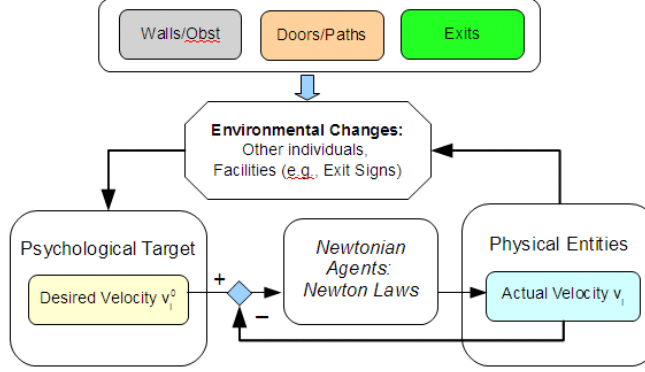 Walls/Obst
Doors/Paths
Exits
Environmental Changes:
Other individuals,
Facilities (e.g., Exit Signs)
Psychological Target
Desired Velocity v_i^0
+
−
Newtonian
Agents:
Newton Laws
Physical Entities
Actual Velocity v_i